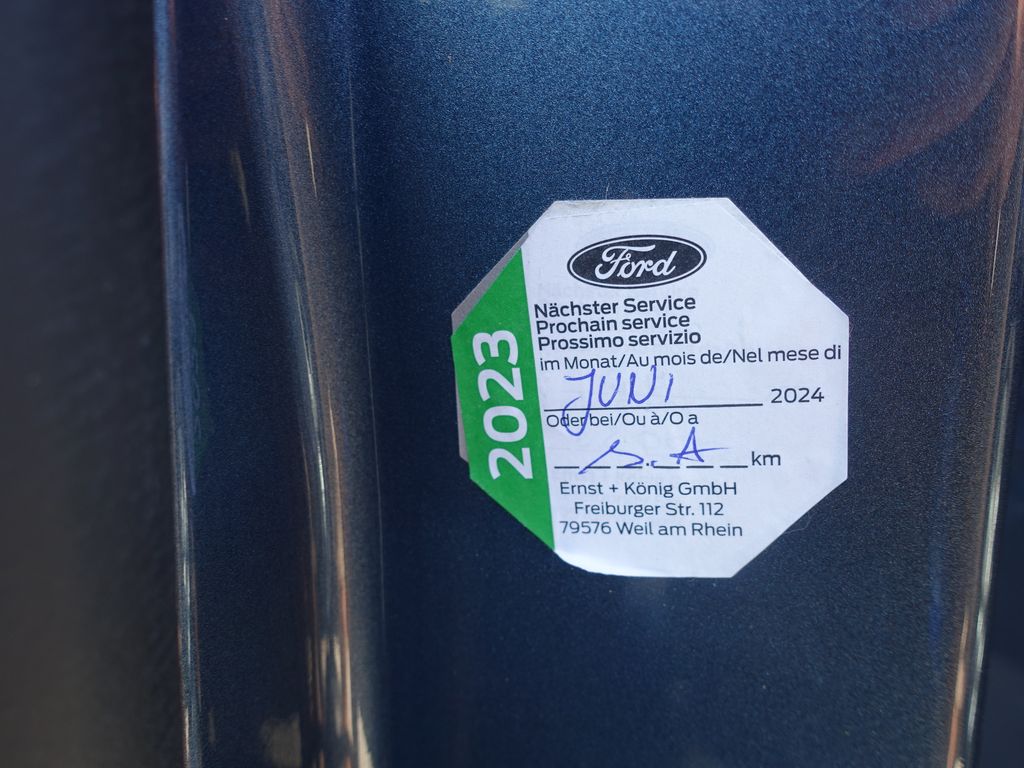 Ford
Nächster Service
Prochain service
Prossimo servizio
im Monat/Au mois de/Nel mese di
JUNI 2024
Oder bei/Ou à/O a
s.A km
Ernst + König GmbH
Freiburger Str. 112
79576 Weil am Rhein
2023